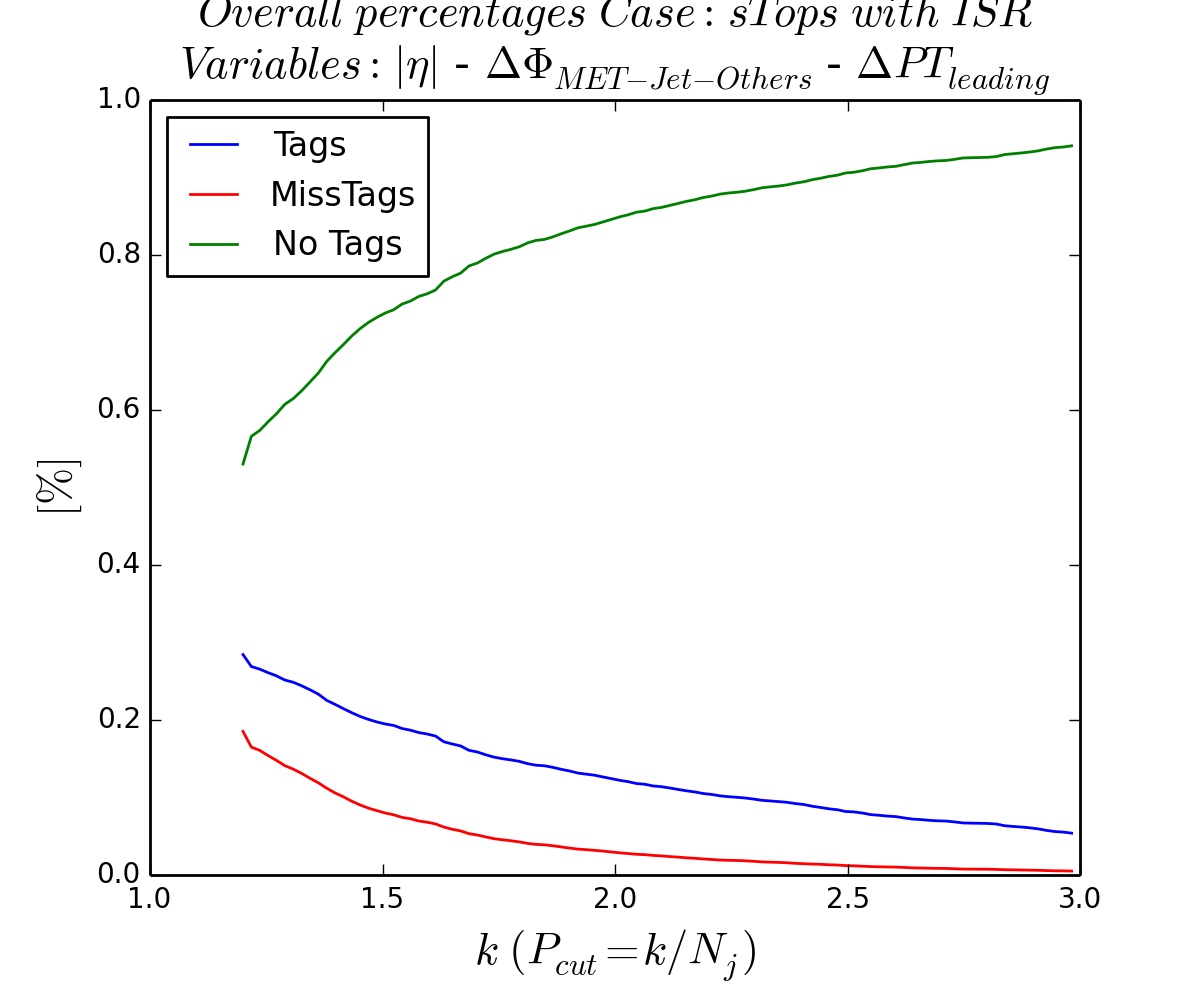 Overall percentages Case: sTops with ISR
Variables: |η| - ΔΦ_{MET-Jet-Others} - ΔPT_{leading}
1.0
Tags
MissTags
No Tags
0.8
0.6
[%]
0.4
0.2
0.0
1.0 1.5 2.0 2.5 3.0
k (P_{cut}=k/N_j)